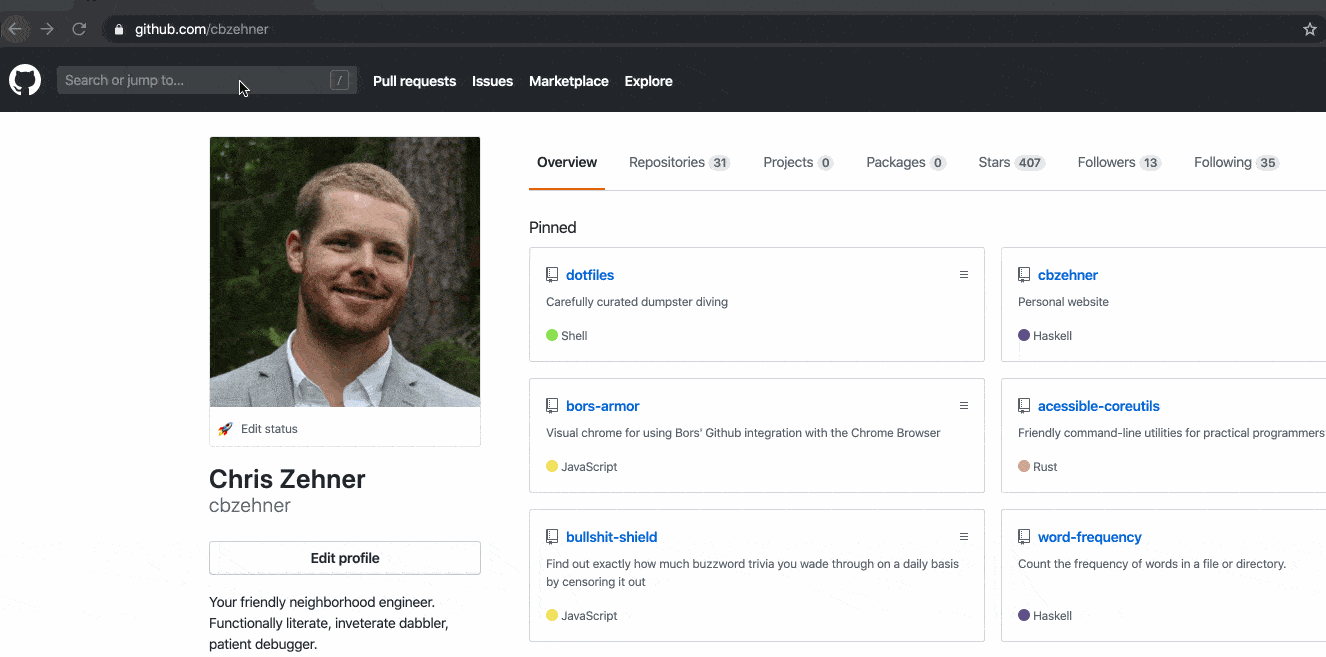 github.com/cbzehner
Search or jump to...
/
Pull requests
Issues
Marketplace
Explore
Overview
Repositories 31
Projects 0
Packages 0
Stars 407
Followers 13
Following 35
Edit status
Chris Zehner
cbzehner
Edit profile
Your friendly neighborhood engineer.
Functionally literate, inveterate dabbler,
patient debugger.
Pinned
dotfiles
Carefully curated dumpster diving
Shell
cbzehner
Personal website
Haskell
bors-armor
Visual chrome for using Bors' Github integration with the Chrome Browser
JavaScript
acessible-coreutils
Friendly command-line utilities for practical programmers
Rust
bullshit-shield
Find out exactly how much buzzword trivia you wade through on a daily basis
by censoring it out
JavaScript
word-frequency
Count the frequency of words in a file or directory.
Haskell